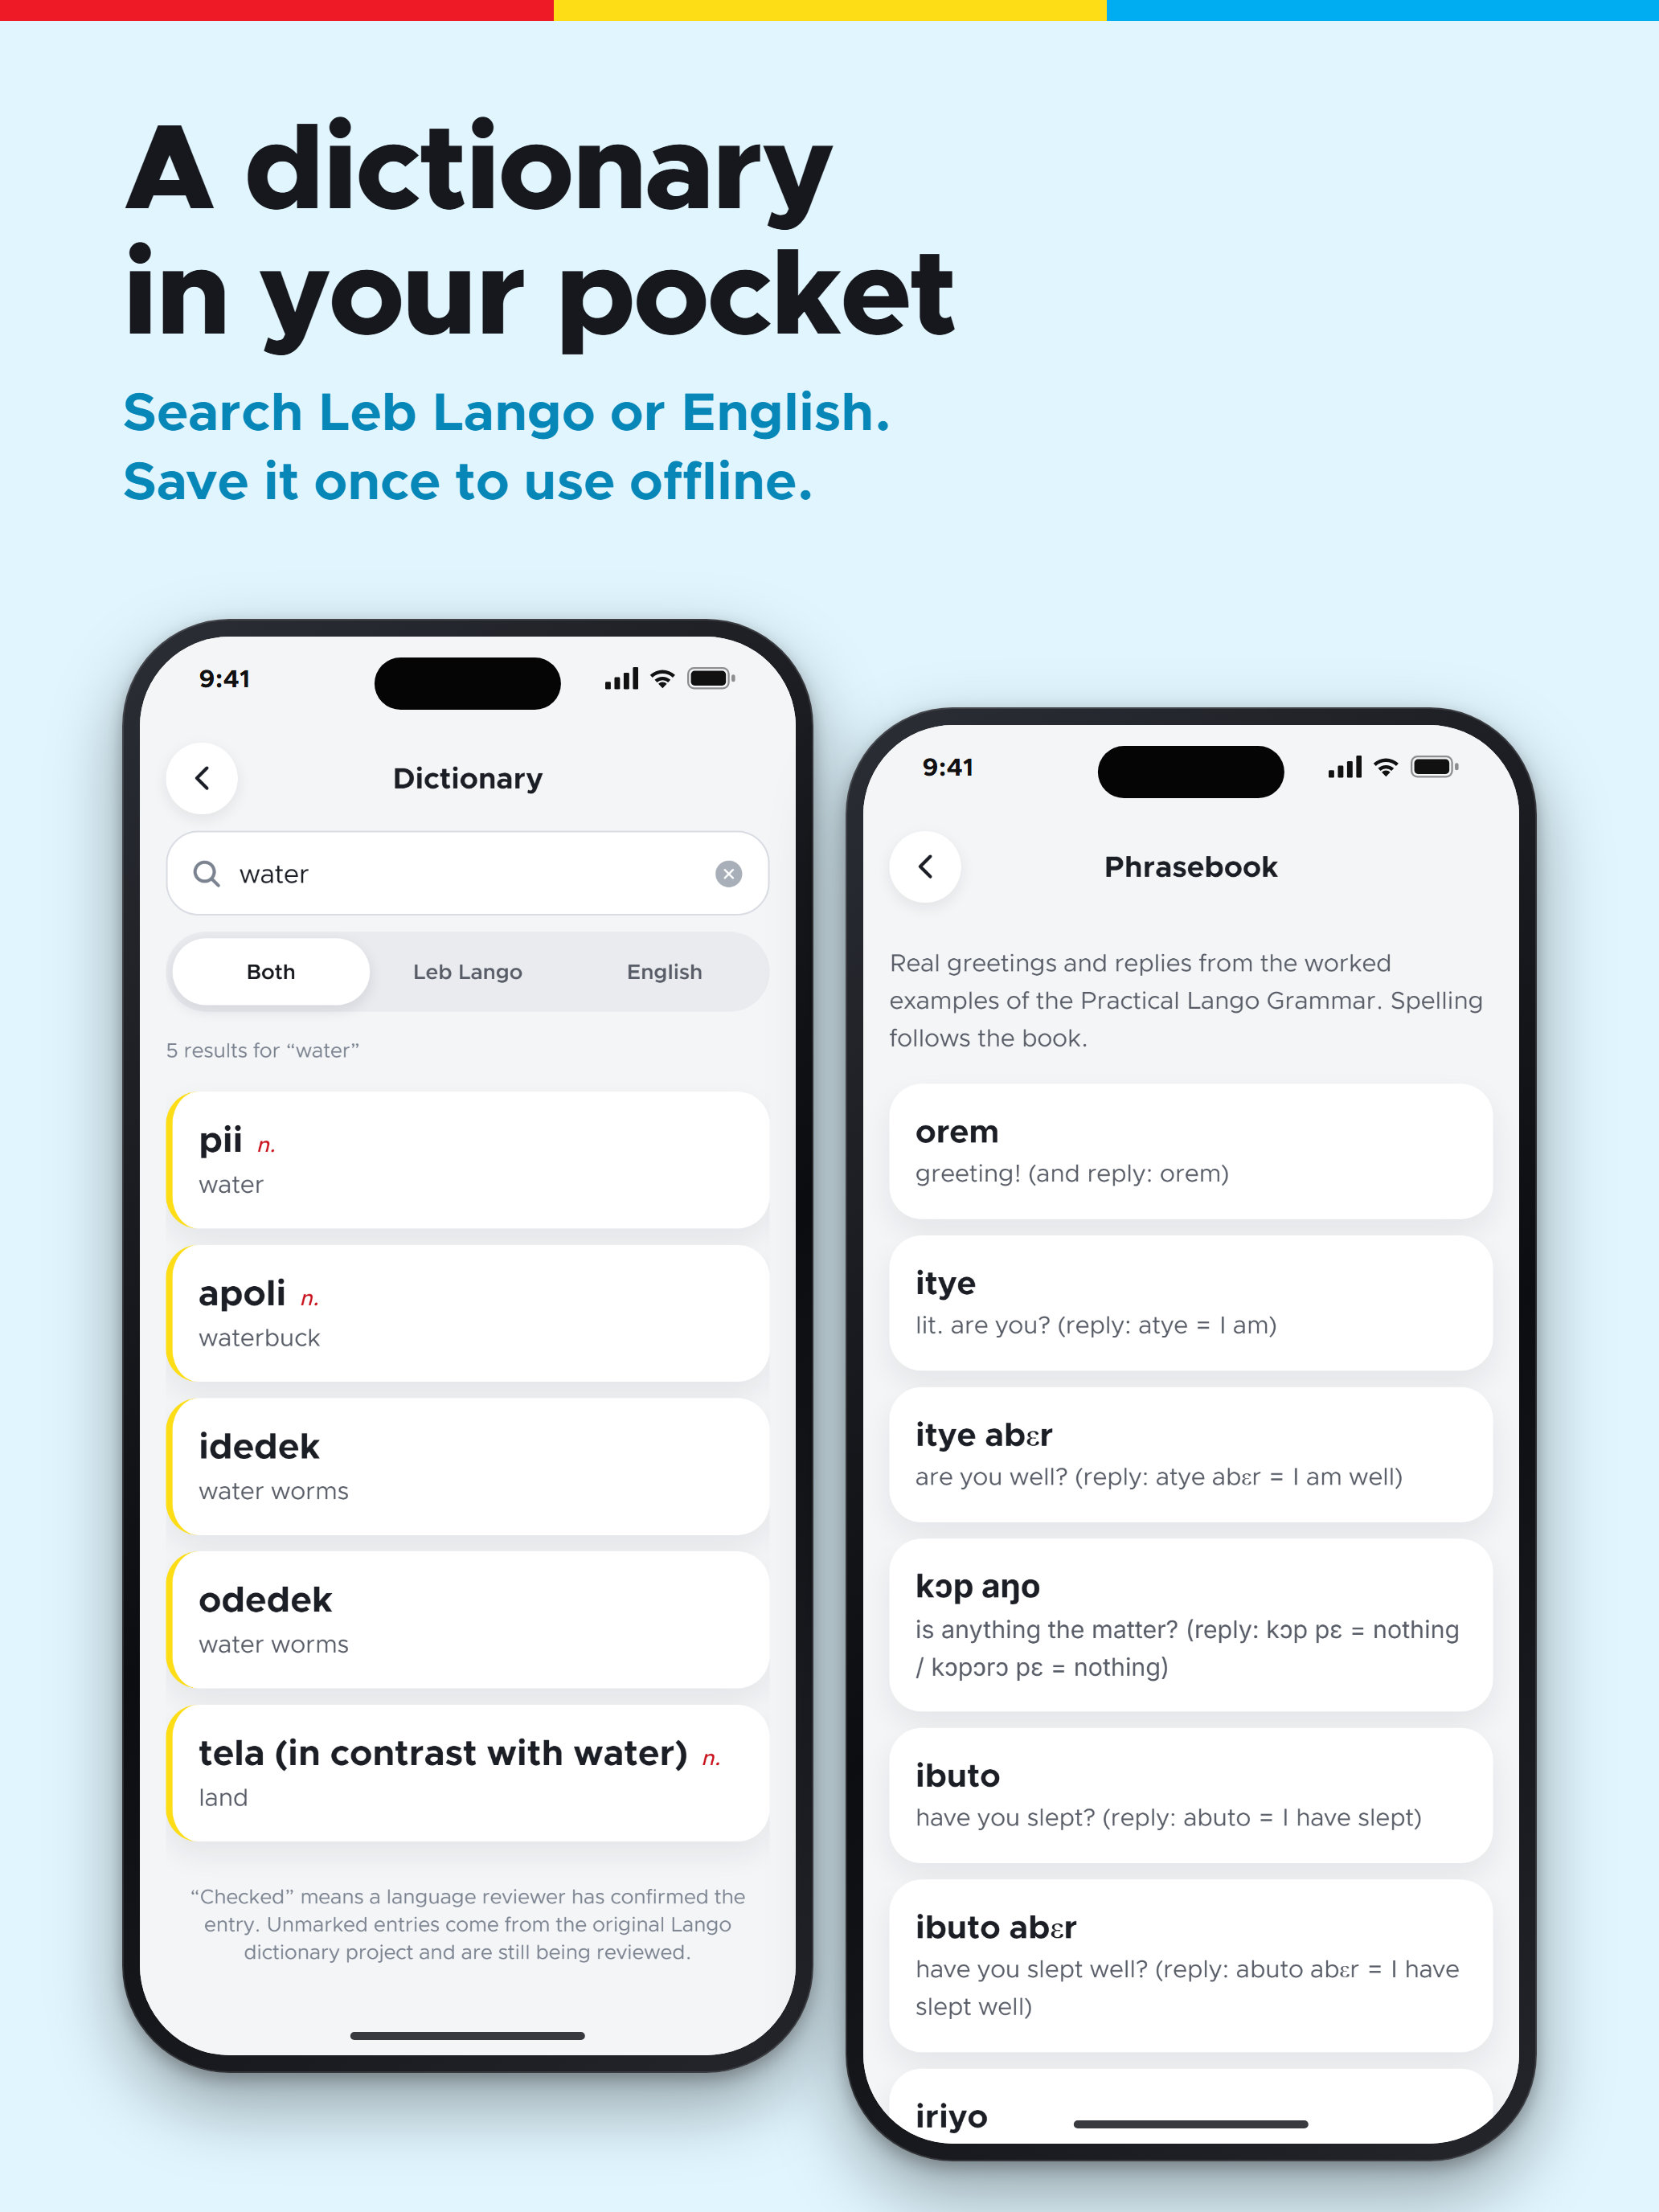 A dictionary
in your pocket
Search Leb Lango or English.
Save it once to use offline.
9:41
Dictionary
water
Both
Leb Lango
English
5 results for “water”
pii n.
water
apoli n.
waterbuck
idedek
water worms
odedek
water worms
tela (in contrast with water) n.
land
“Checked” means a language reviewer has confirmed the
entry. Unmarked entries come from the original Lango
dictionary project and are still being reviewed.
9:41
Phrasebook
Real greetings and replies from the worked
examples of the Practical Lango Grammar. Spelling
follows the book.
orem
greeting! (and reply: orem)
itye
lit. are you? (reply: atye = I am)
itye abɛr
are you well? (reply: atye abɛr = I am well)
kɔp aŋo
is anything the matter? (reply: kɔp pɛ = nothing
/ kɔpɔrɔ pɛ = nothing)
ibuto
have you slept? (reply: abuto = I have slept)
ibuto abɛr
have you slept well? (reply: abuto abɛr = I have
slept well)
iriyo